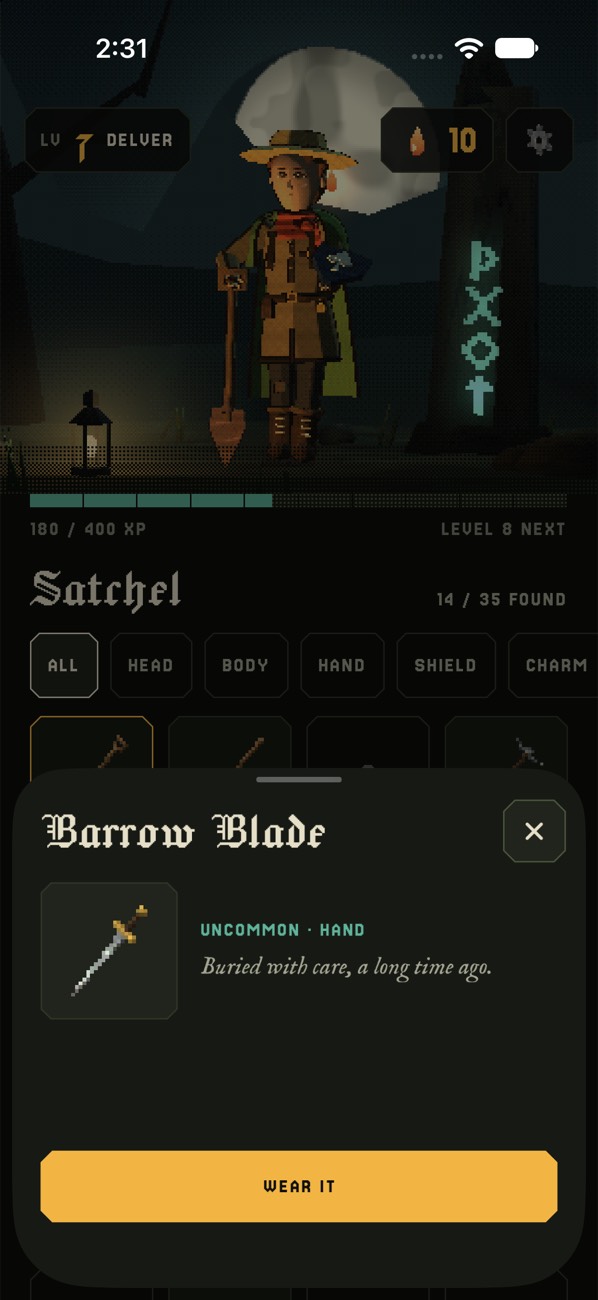 2:31
LV 7 DELVER
10
ᚦ
ᚷ
ᛟ
ᛏ
180 / 400 XP
LEVEL 8 NEXT
Satchel
14 / 35 FOUND
ALL
HEAD
BODY
HAND
SHIELD
CHARM
Barrow Blade
UNCOMMON · HAND
Buried with care, a long time ago.
WEAR IT